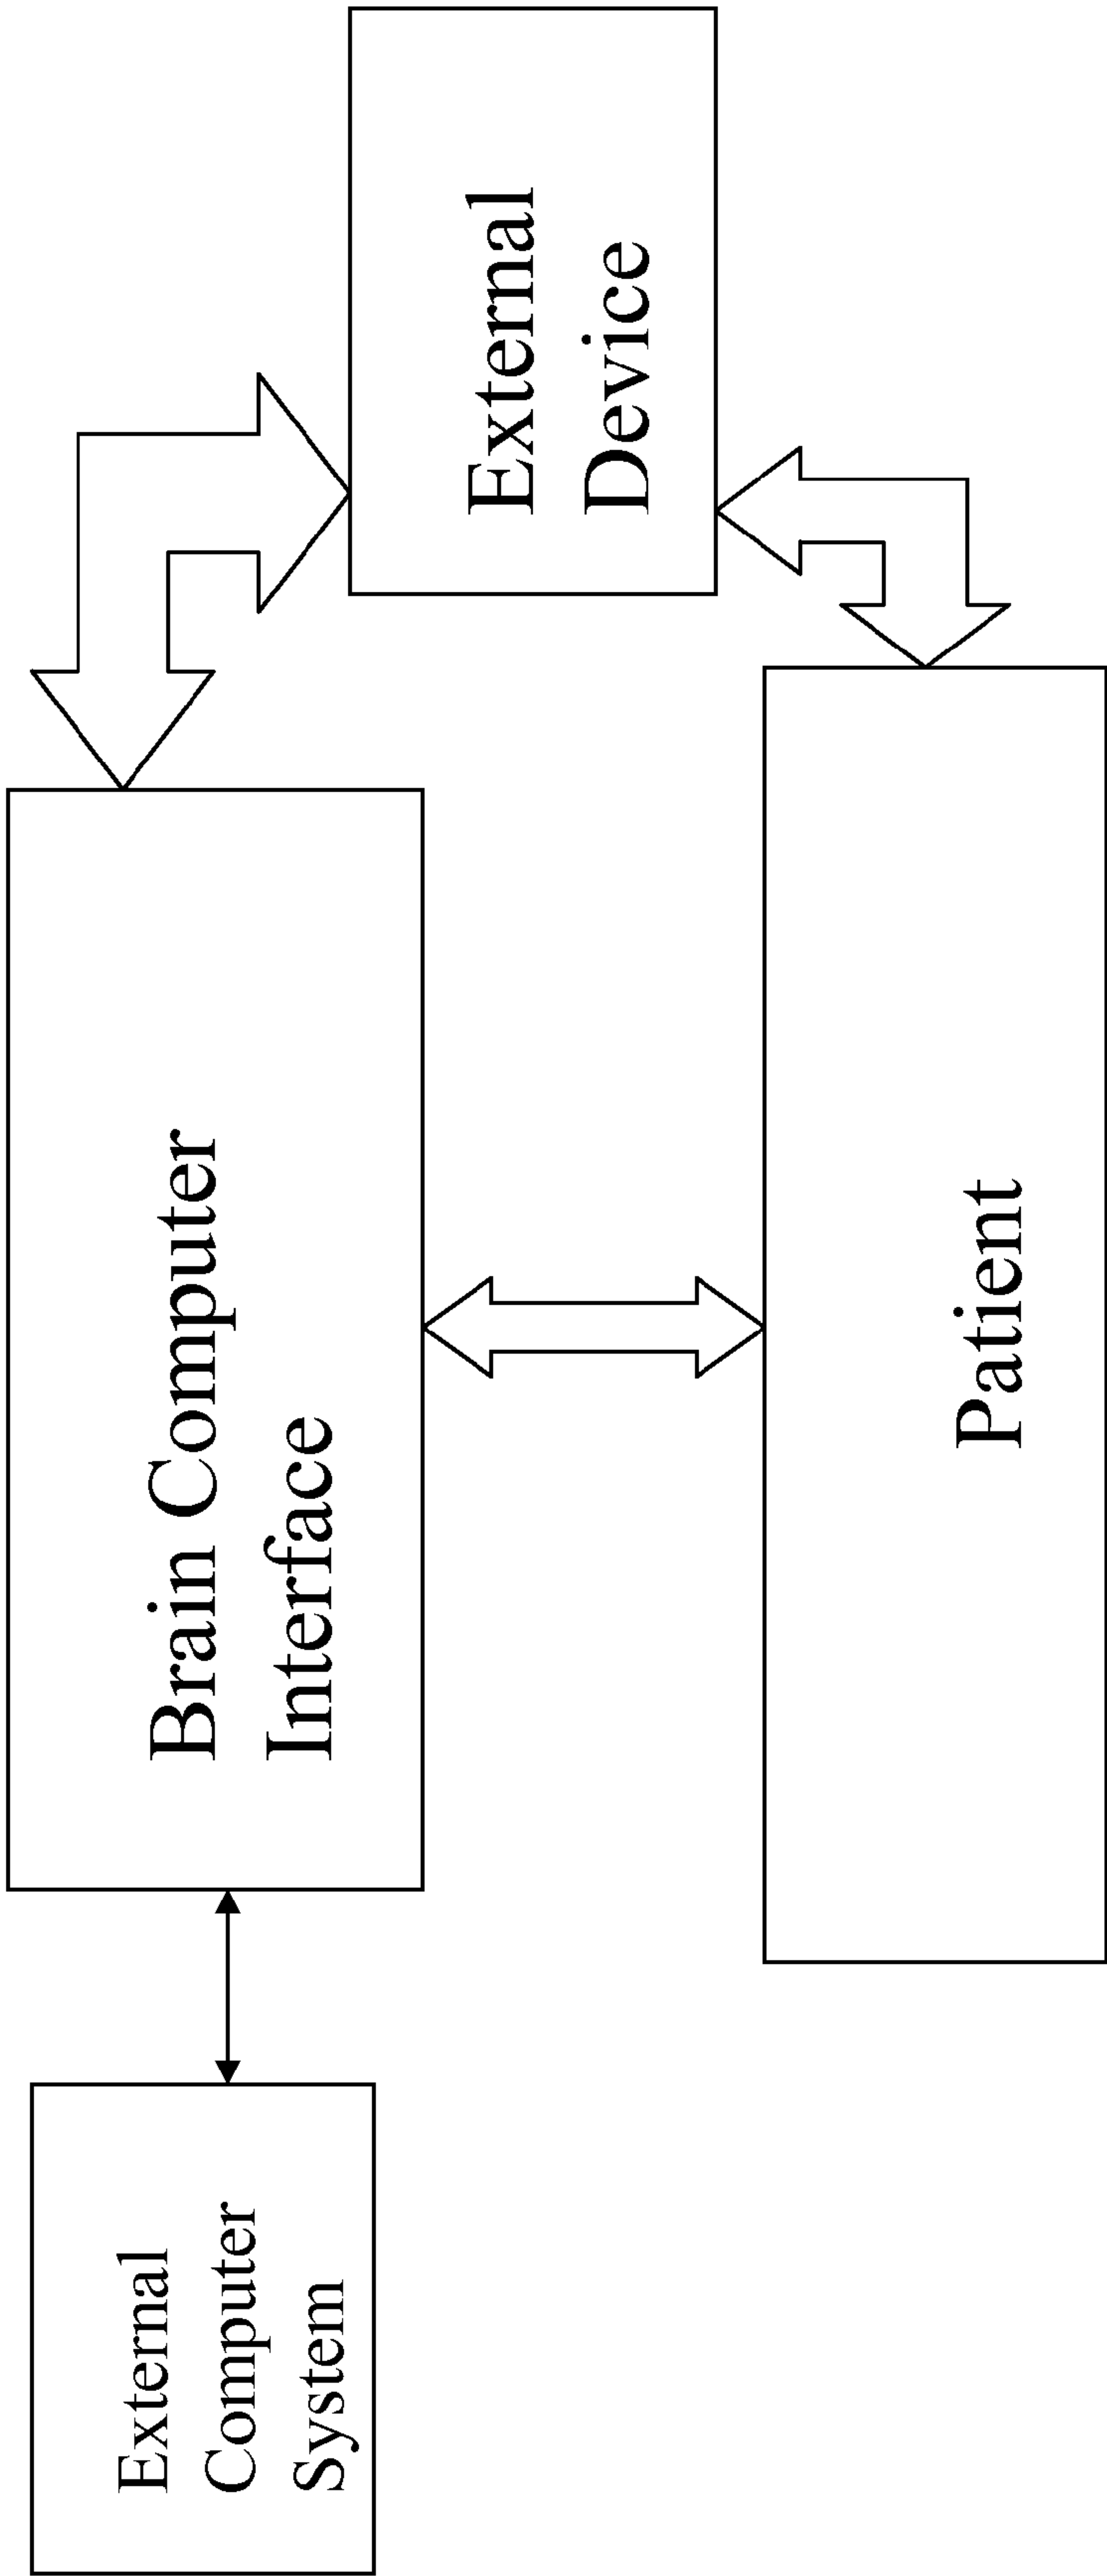 External
Computer
System
Brain Computer
Interface
External
Device
Patient